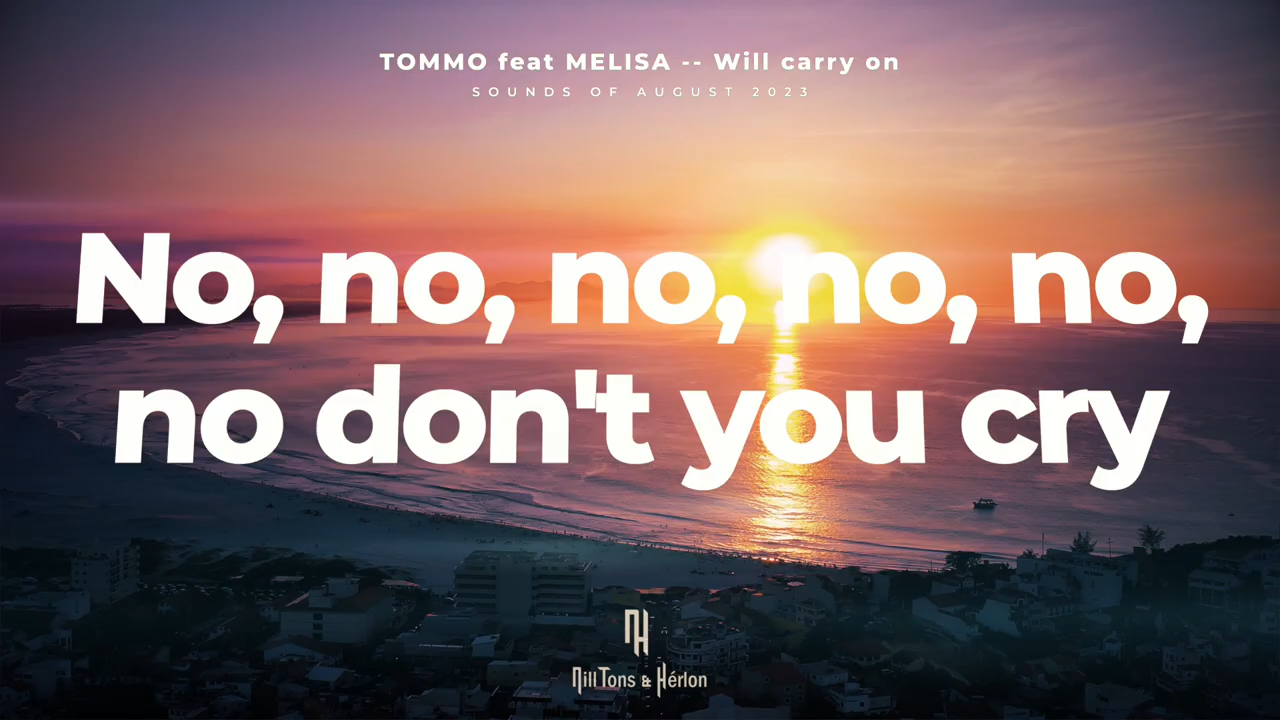 TOMMO feat MELISA -- Will carry on
SOUNDS OF AUGUST 2023
No, no, no, no, no,
no don't you cry
NH
Nill Tons & Hérlon